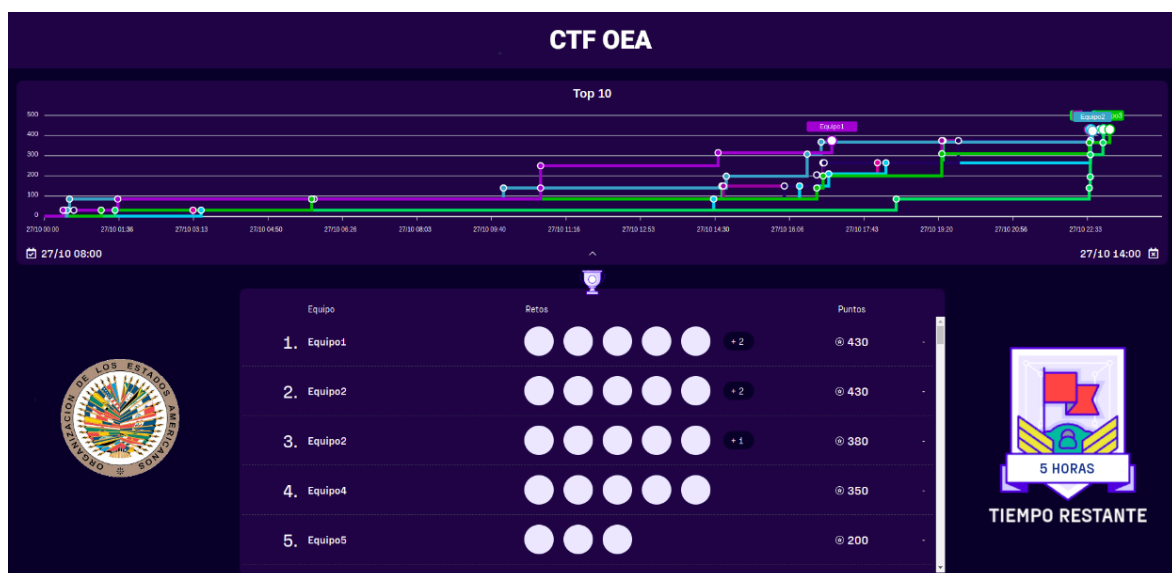 CTF OEA
Top 10
500
400
300
200
100
0
Equipo1
Equipo2
po3
27/10 00:00 27/10 01:36 27/10 03:13 27/10 04:50 27/10 06:26 27/10 08:03 27/10 09:40 27/10 11:16 27/10 12:53 27/10 14:30 27/10 16:06 27/10 17:43 27/10 19:20 27/10 20:56 27/10 22:33
27/10 08:00
27/10 14:00
Equipo Retos Puntos
1. Equipo1 +2 430 -
2. Equipo2 +2 430 -
3. Equipo2 +1 380 -
4. Equipo4 350 -
5. Equipo5 200 -
ORGANIZACION DE LOS ESTADOS AMERICANOS
5 HORAS
TIEMPO RESTANTE